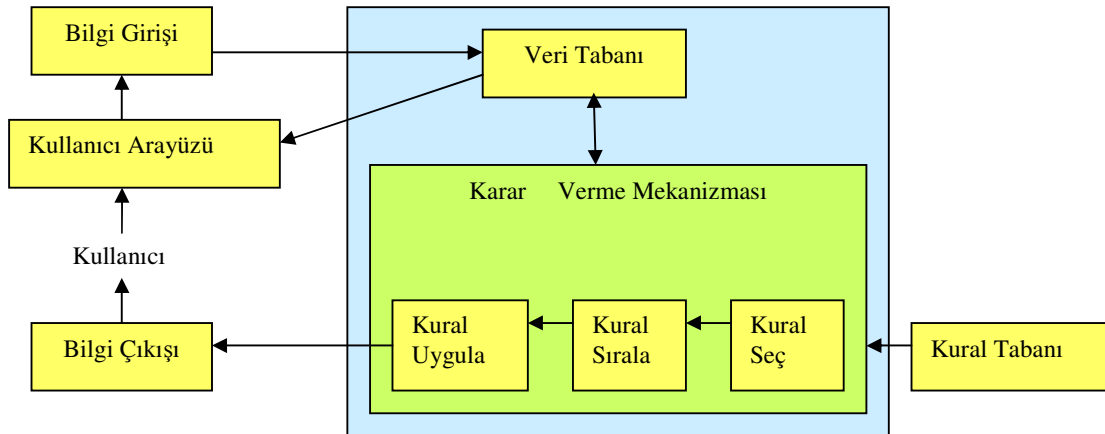 Bilgi Girişi
Veri Tabanı
Kullanıcı Arayüzü
Karar Verme Mekanizması
Kullanıcı
Kural
Uygula
Kural
Sırala
Kural
Seç
Bilgi Çıkışı
Kural Tabanı